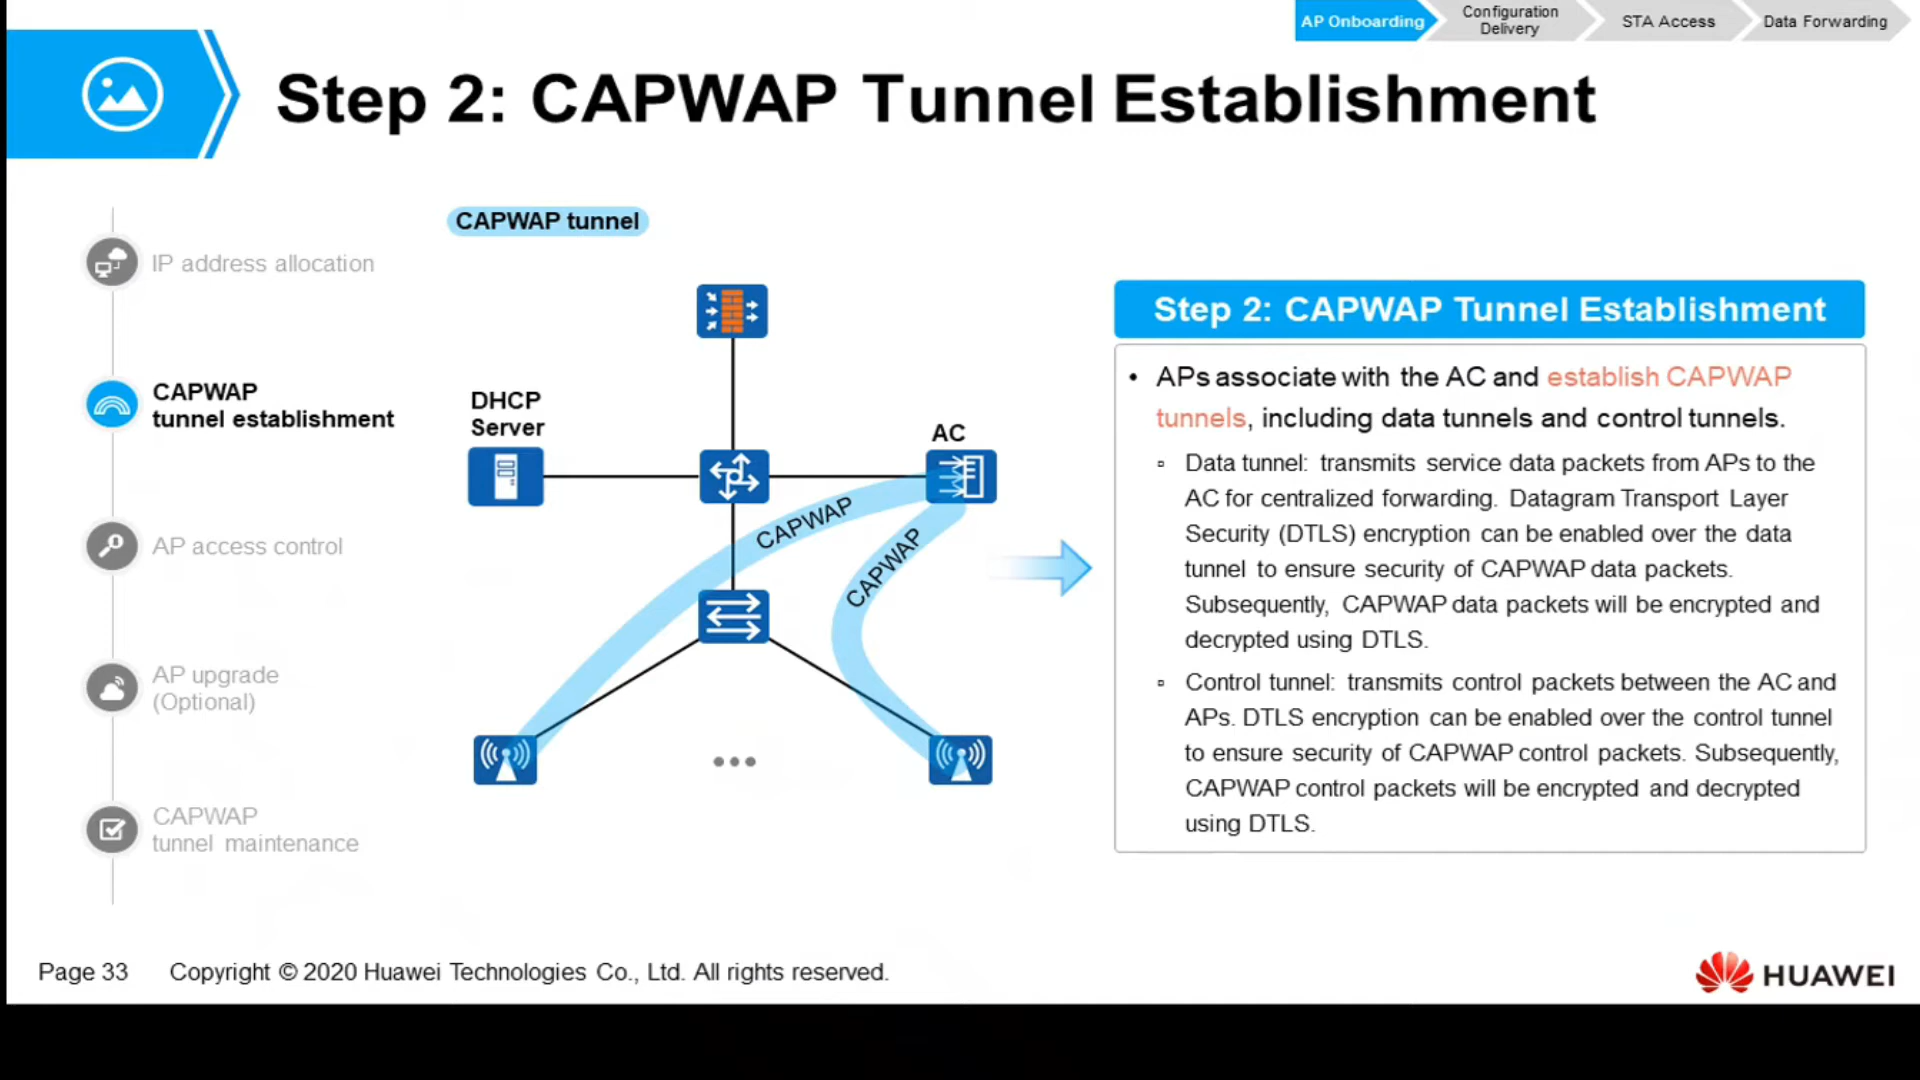 AP Onboarding
Configuration
Delivery
STA Access
Data Forwarding
Step 2: CAPWAP Tunnel Establishment
IP address allocation
CAPWAP
tunnel establishment
AP access control
AP upgrade
(Optional)
CAPWAP
tunnel maintenance
CAPWAP tunnel
DHCP
Server
AC
CAPWAP
CAPWAP
Step 2: CAPWAP Tunnel Establishment
• APs associate with the AC and establish CAPWAP
tunnels, including data tunnels and control tunnels.
▫ Data tunnel: transmits service data packets from APs to the
AC for centralized forwarding. Datagram Transport Layer
Security (DTLS) encryption can be enabled over the data
tunnel to ensure security of CAPWAP data packets.
Subsequently, CAPWAP data packets will be encrypted and
decrypted using DTLS.
▫ Control tunnel: transmits control packets between the AC and
APs. DTLS encryption can be enabled over the control tunnel
to ensure security of CAPWAP control packets. Subsequently,
CAPWAP control packets will be encrypted and decrypted
using DTLS.
Page 33
Copyright © 2020 Huawei Technologies Co., Ltd. All rights reserved.
HUAWEI